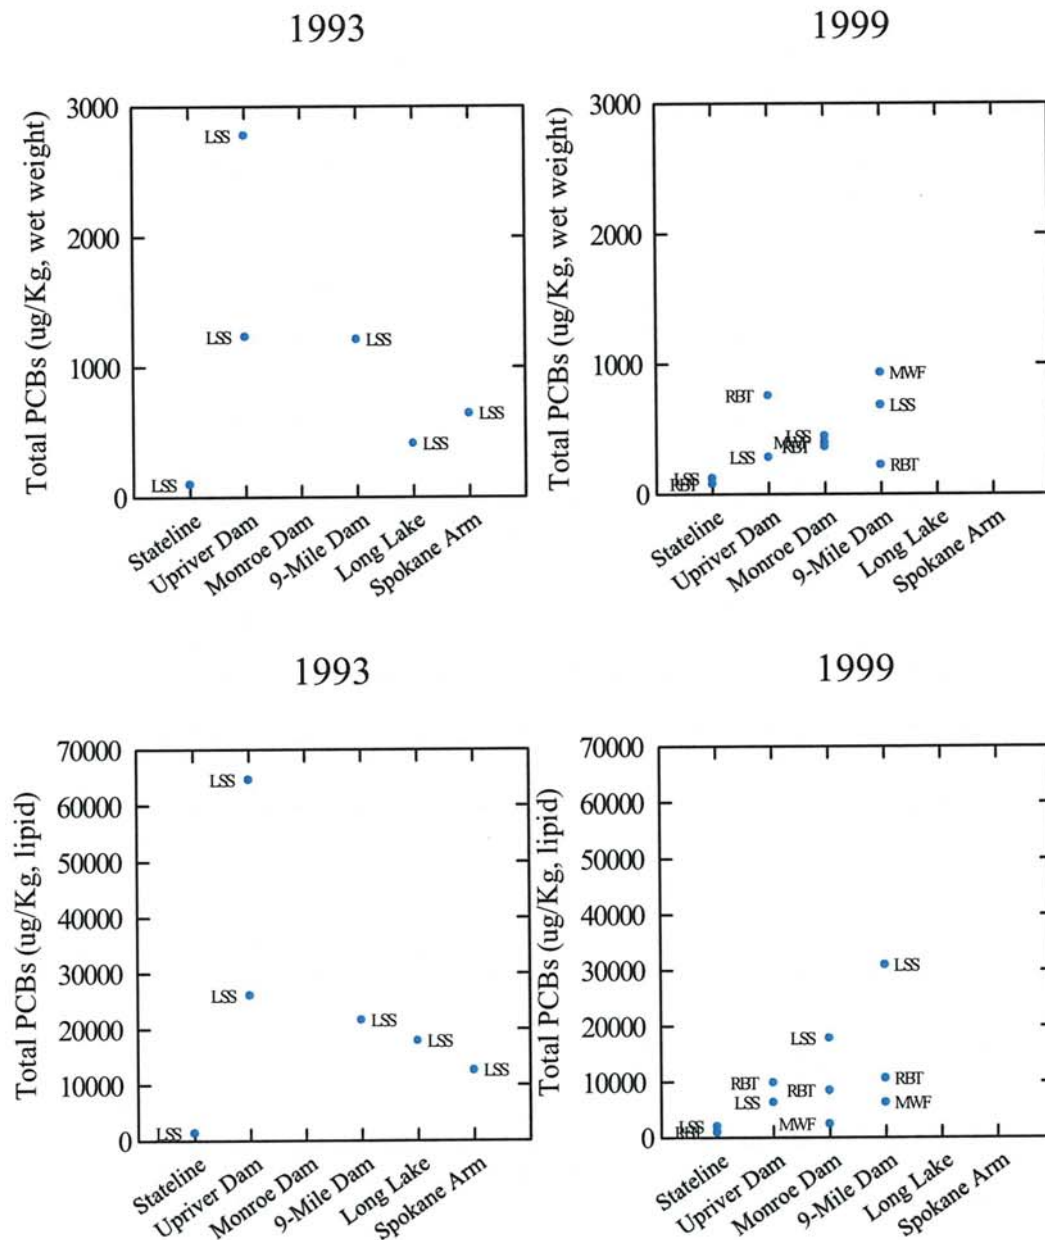 1993
Total PCBs (ug/Kg, wet weight)
3000
2000
1000
0
LSS
LSS
LSS
LSS
LSS
LSS
Stateline
Upriver Dam
Monroe Dam
9-Mile Dam
Long Lake
Spokane Arm
1999
Total PCBs (ug/Kg, wet weight)
3000
2000
1000
0
MWF
RBT
LSS
LSS
MWF
RBT
LSS
RBT
LSS
RBT
Stateline
Upriver Dam
Monroe Dam
9-Mile Dam
Long Lake
Spokane Arm
1993
Total PCBs (ug/Kg, lipid)
70000
60000
50000
40000
30000
20000
10000
0
LSS
LSS
LSS
LSS
LSS
LSS
Stateline
Upriver Dam
Monroe Dam
9-Mile Dam
Long Lake
Spokane Arm
1999
Total PCBs (ug/Kg, lipid)
70000
60000
50000
40000
30000
20000
10000
0
LSS
LSS
RBT
RBT
RBT
LSS
MWF
MWF
LSS
RBT
Stateline
Upriver Dam
Monroe Dam
9-Mile Dam
Long Lake
Spokane Arm